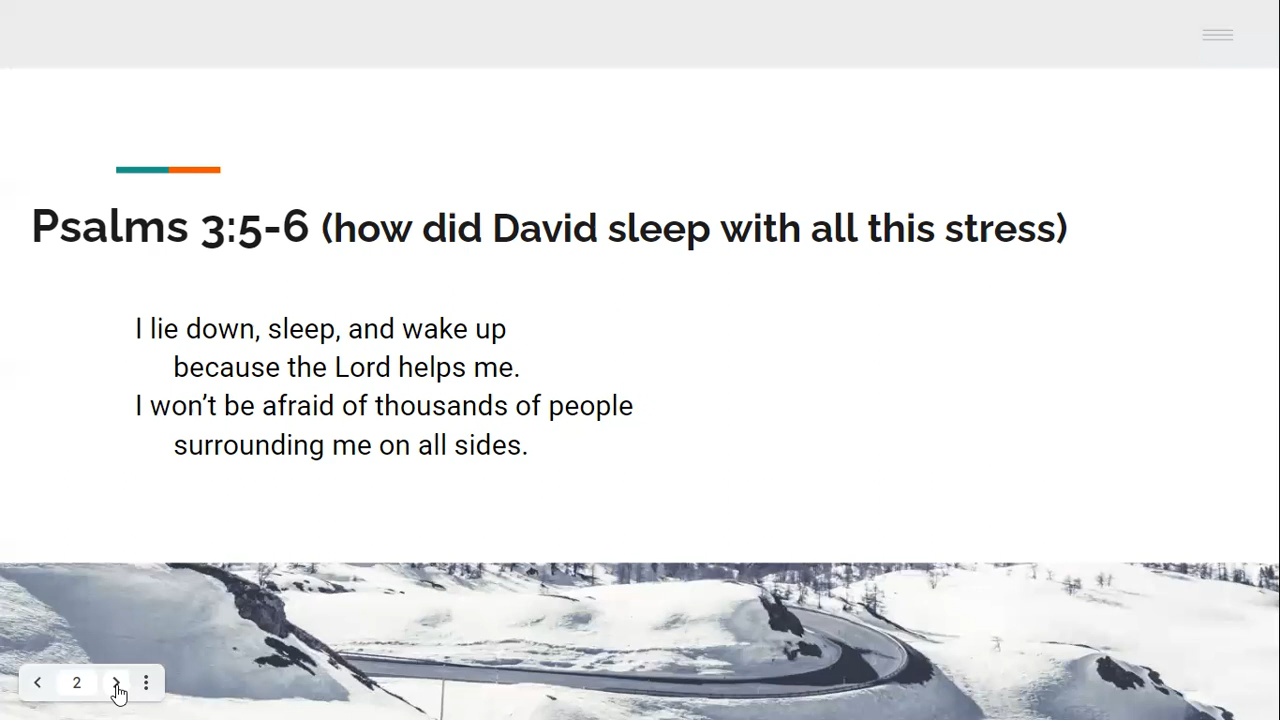 Psalms 3:5-6 (how did David sleep with all this stress)
I lie down, sleep, and wake up
because the Lord helps me.
I won’t be afraid of thousands of people
surrounding me on all sides.
2